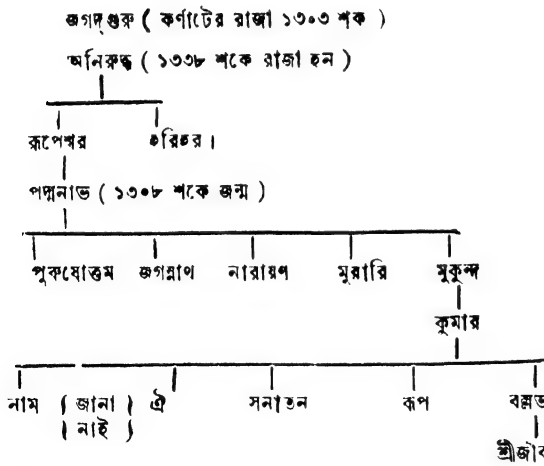 জগদ্গুরু ( কর্ণাটের রাজা ১৩০৩ শক )
অনিরুদ্ধ ( ১৩৩৮ শকে রাজা হন )
রূপেশ্বর হরিহর ।
পদ্মনাভ ( ১৩০৮ শকে জন্ম )
পুরুষোত্তম জগন্নাথ নারায়ণ মুরারি মুকুন্দ
কুমার
নাম ( জানা ) ঐ সনাতন রূপ বল্লভ
( নাই )
শ্রীজীব